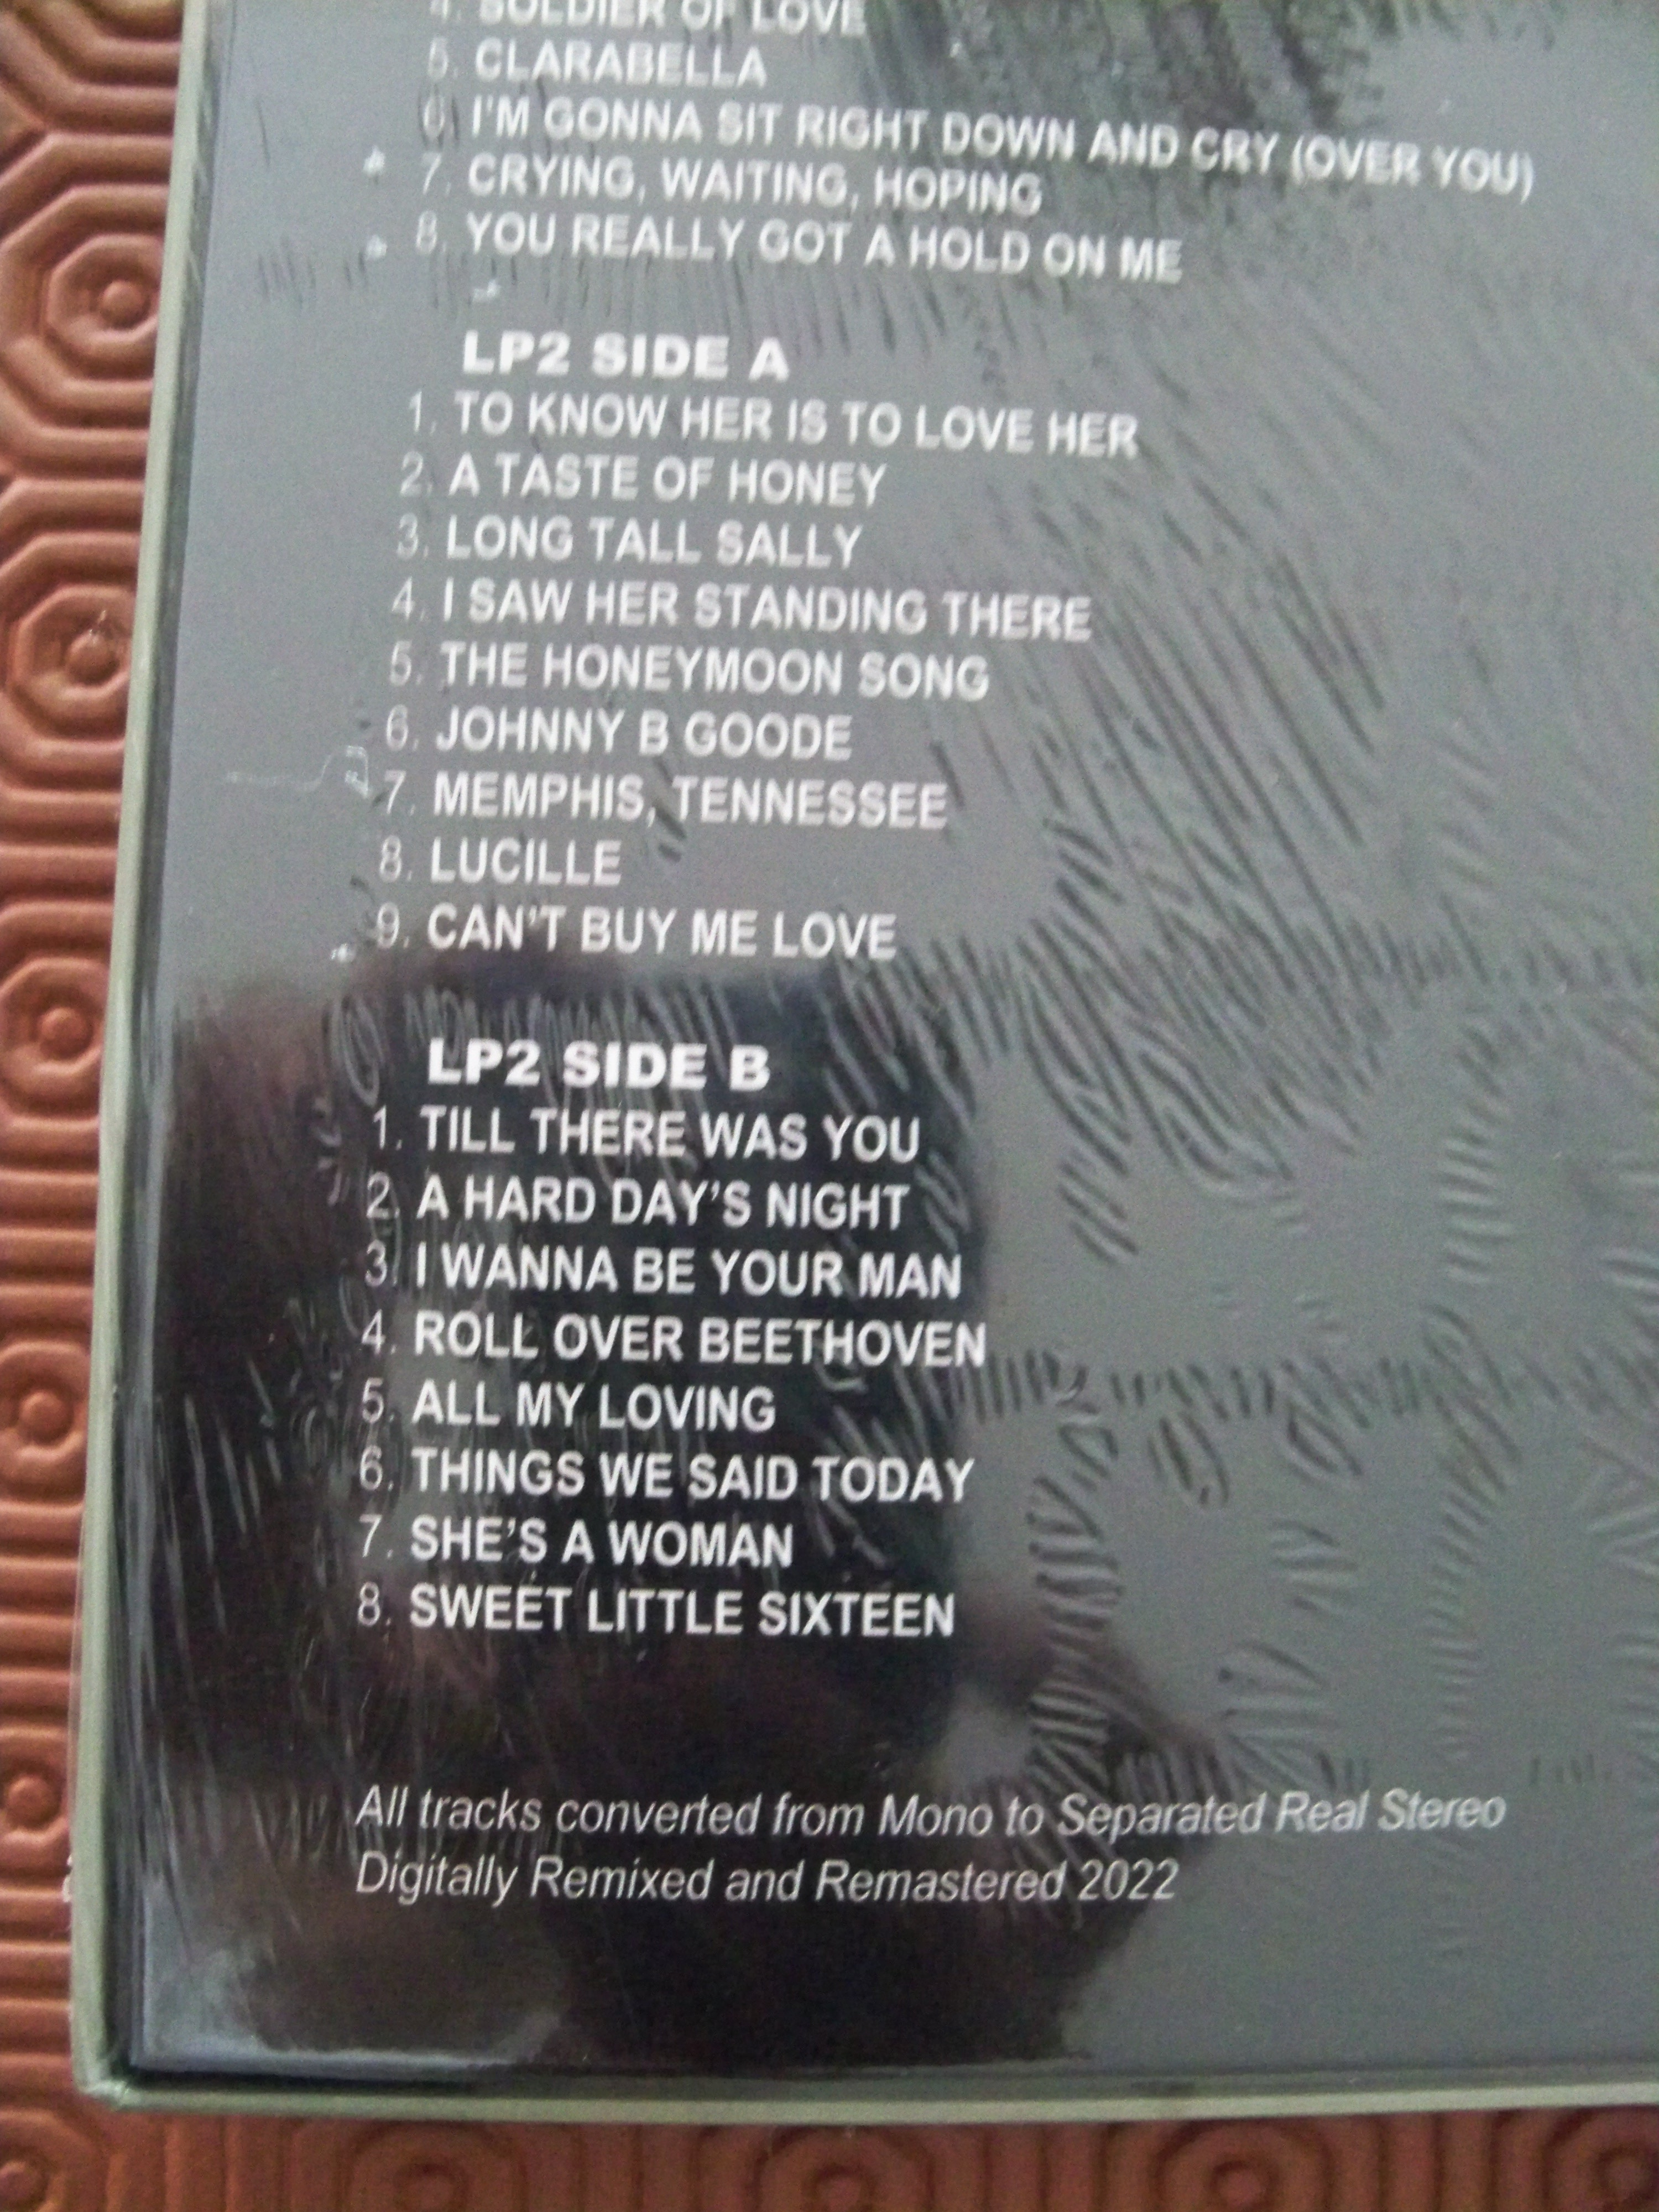 4. SOLDIER OF LOVE
5. CLARABELLA
6. I'M GONNA SIT RIGHT DOWN AND CRY (OVER YOU)
7. CRYING, WAITING, HOPING
8. YOU REALLY GOT A HOLD ON ME
LP2 SIDE A
1. TO KNOW HER IS TO LOVE HER
2. A TASTE OF HONEY
3. LONG TALL SALLY
4. I SAW HER STANDING THERE
5. THE HONEYMOON SONG
6. JOHNNY B GOODE
7. MEMPHIS, TENNESSEE
8. LUCILLE
9. CAN'T BUY ME LOVE
LP2 SIDE B
1. TILL THERE WAS YOU
2. A HARD DAY'S NIGHT
3. I WANNA BE YOUR MAN
4. ROLL OVER BEETHOVEN
5. ALL MY LOVING
6. THINGS WE SAID TODAY
7. SHE'S A WOMAN
8. SWEET LITTLE SIXTEEN
All tracks converted from Mono to Separated Real Stereo
Digitally Remixed and Remastered 2022